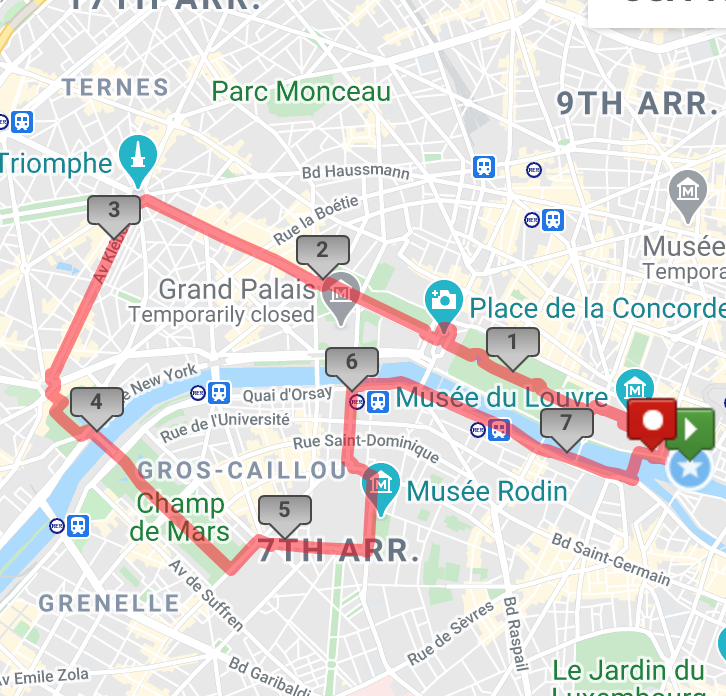 17TH ARR.
TERNES
Parc Monceau
9TH ARR.
Triomphe
Bd Haussmann
3
Rue la Boétie
Av Kléber
2
Musée
Tempora
Grand Palais
Temporarily closed
Place de la Concorde
1
6
New York
Quai d'Orsay
Musée du Louvre
4
7
Rue de l'Université
Rue Saint-Dominique
GROS-CAILLOU
Musée Rodin
Champ
de Mars
5
7TH ARR.
Bd Saint-Germain
Av de Suffren
GRENELLE
Rue de Sèvres
Bd Raspail
Av Emile Zola
Bd Garibaldi
Le Jardin du
Luxembourg